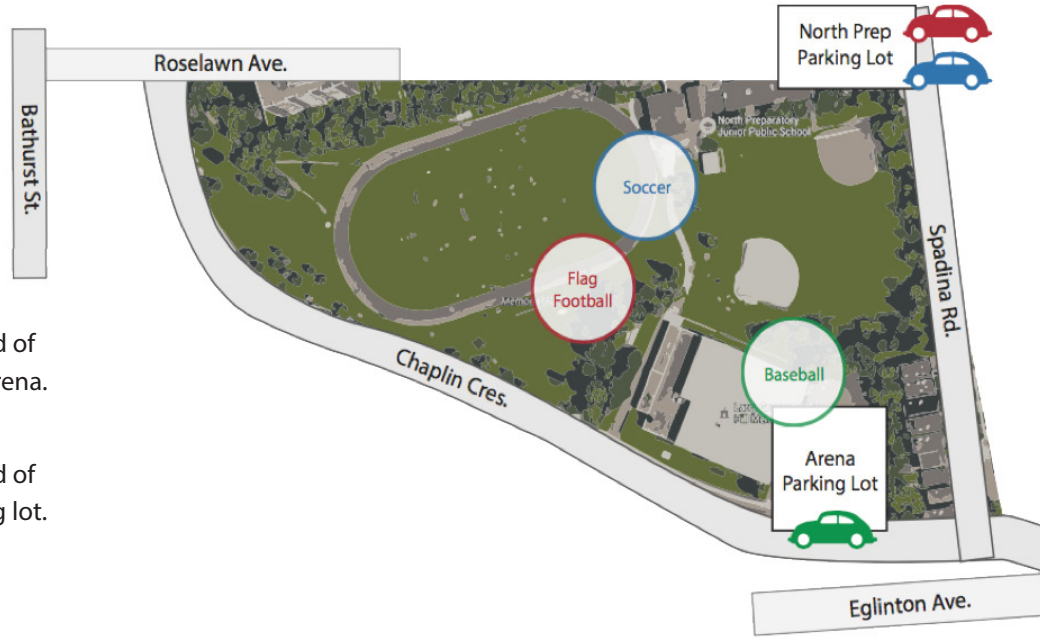 North Prep
Parking Lot
Roselawn Ave.
Bathurst St.
North Preparatory
Junior Public School
Soccer
Spadina Rd.
Flag
Football
Chaplin Cres.
Baseball
d of
rena.
Arena
Parking Lot
d of
g lot.
Eglinton Ave.